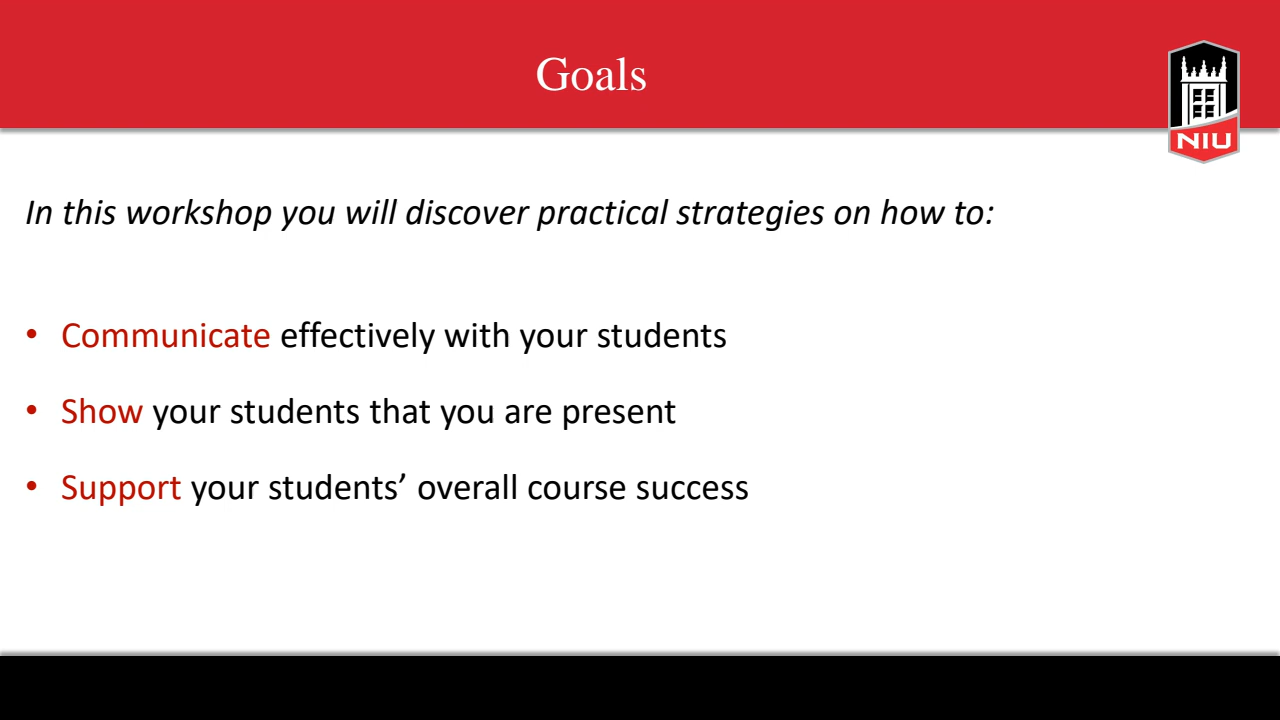 Goals
NIU
In this workshop you will discover practical strategies on how to:
• Communicate effectively with your students
• Show your students that you are present
• Support your students’ overall course success